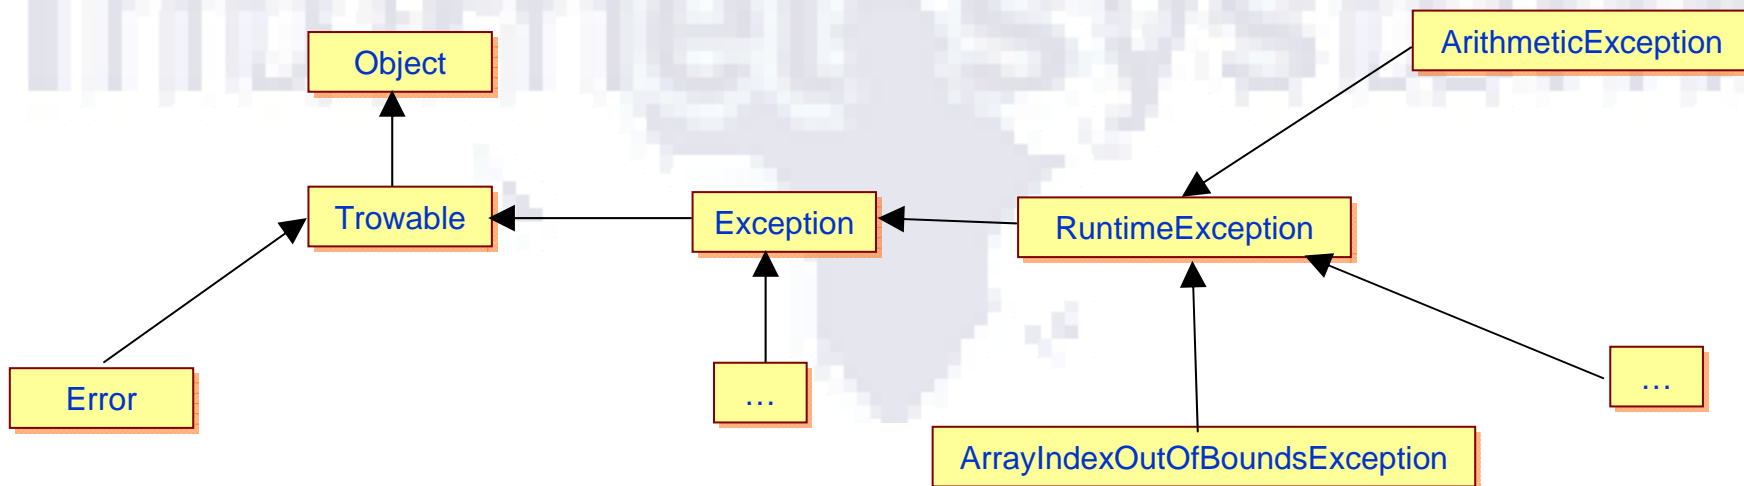 Object
ArithmeticException
Trowable
Exception
RuntimeException
Error
...
...
ArrayIndexOutOfBoundsException